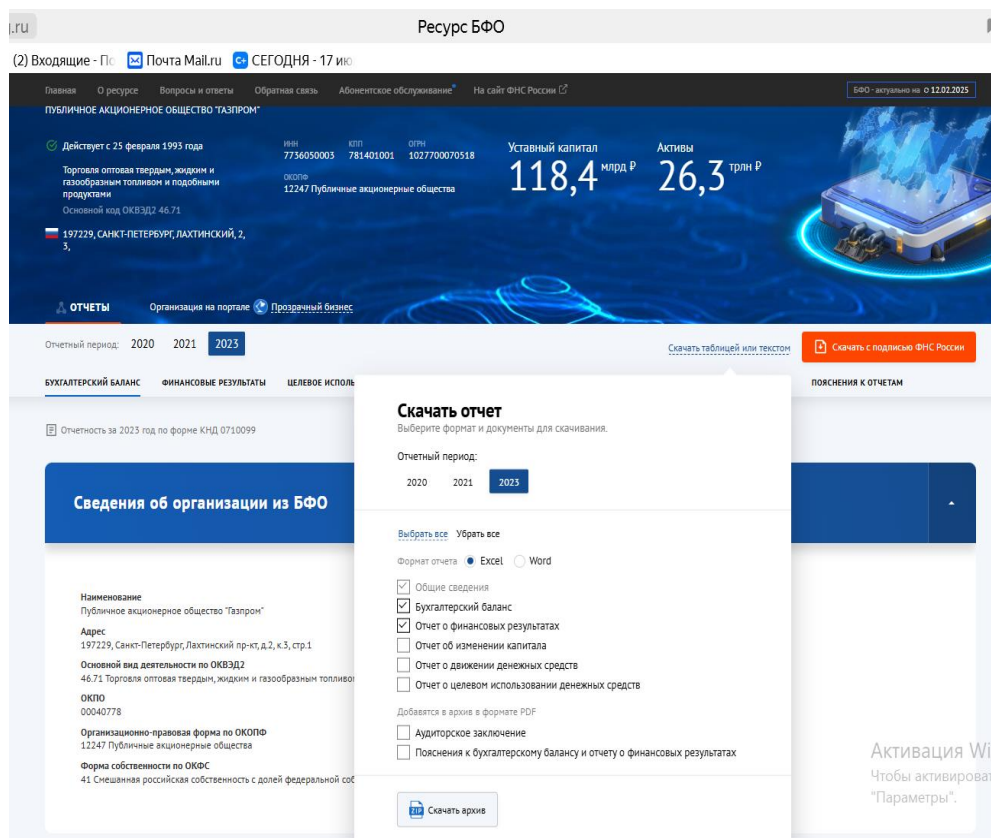 .ru
Ресурс БФО
(2) Входящие - По
Почта Mail.ru
СЕГОДНЯ - 17 ию
Главная О ресурсе Вопросы и ответы Обратная связь Абонентское обслуживание На сайт ФНС России
БФО - актуально на 12.02.2025
ПУБЛИЧНОЕ АКЦИОНЕРНОЕ ОБЩЕСТВО "ГАЗПРОМ"
Действует с 25 февраля 1993 года
Торговля оптовая твердым, жидким и
газообразным топливом и подобными
продуктами
Основной код ОКВЭД2 46.71
197229, САНКТ-ПЕТЕРБУРГ, ЛАХТИНСКИЙ, 2,
3,
ИНН КПП ОГРН
7736050003 781401001 1027700070518
ОКОПФ
12247 Публичные акционерные общества
Уставный капитал
118,4 млрд ₽
Активы
26,3 трлн ₽
ОТЧЕТЫ
Организация на портале Прозрачный бизнес
Отчетный период: 2020 2021 2023
Скачать таблицей или текстом
Скачать с подписью ФНС России
БУХГАЛТЕРСКИЙ БАЛАНС ФИНАНСОВЫЕ РЕЗУЛЬТАТЫ ЦЕЛЕВОЕ ИСПОЛЬ
ПОЯСНЕНИЯ К ОТЧЕТАМ
Отчетность за 2023 год по форме КНД 0710099
Сведения об организации из БФО
Наименование
Публичное акционерное общество "Газпром"
Адрес
197229, Санкт-Петербург, Лахтинский пр-кт, д.2, к.3, стр.1
Основной вид деятельности по ОКВЭД2
46.71 Торговля оптовая твердым, жидким и газообразным топливо
ОКПО
00040778
Организационно-правовая форма по ОКОПФ
12247 Публичные акционерные общества
Форма собственности по ОКФС
41 Смешанная российская собственность с долей федеральной соб
Скачать отчет
Выберите формат и документы для скачивания.
Отчетный период:
2020 2021 2023
Выбрать все Убрать все
Формат отчета Excel Word
Общие сведения
Бухгалтерский баланс
Отчет о финансовых результатах
Отчет об изменении капитала
Отчет о движении денежных средств
Отчет о целевом использовании денежных средств
Добавятся в архив в формате PDF
Аудиторское заключение
Пояснения к бухгалтерскому балансу и отчету о финансовых результатах
ZIP Скачать архив
Активация Wi
Чтобы активироват
"Параметры".